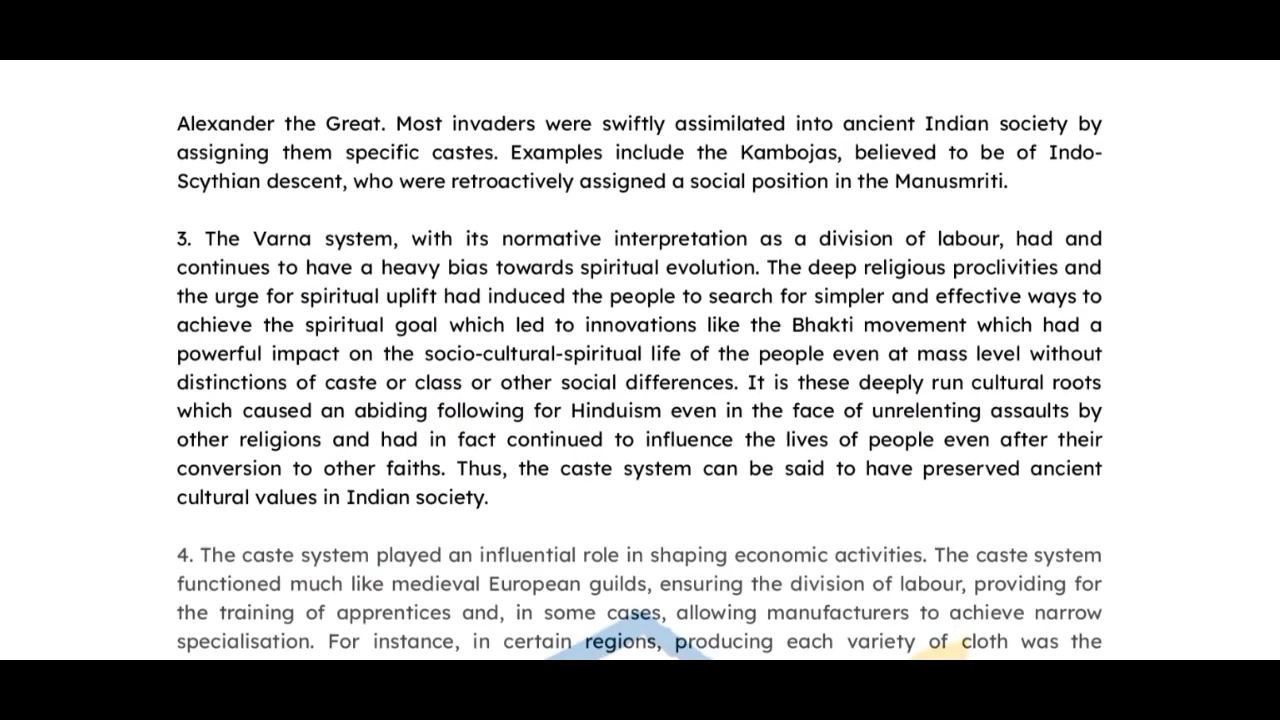 Alexander the Great. Most invaders were swiftly assimilated into ancient Indian society by
assigning them specific castes. Examples include the Kambojas, believed to be of Indo-
Scythian descent, who were retroactively assigned a social position in the Manusmriti.
3. The Varna system, with its normative interpretation as a division of labour, had and
continues to have a heavy bias towards spiritual evolution. The deep religious proclivities and
the urge for spiritual uplift had induced the people to search for simpler and effective ways to
achieve the spiritual goal which led to innovations like the Bhakti movement which had a
powerful impact on the socio-cultural-spiritual life of the people even at mass level without
distinctions of caste or class or other social differences. It is these deeply run cultural roots
which caused an abiding following for Hinduism even in the face of unrelenting assaults by
other religions and had in fact continued to influence the lives of people even after their
conversion to other faiths. Thus, the caste system can be said to have preserved ancient
cultural values in Indian society.
4. The caste system played an influential role in shaping economic activities. The caste system
functioned much like medieval European guilds, ensuring the division of labour, providing for
the training of apprentices and, in some cases, allowing manufacturers to achieve narrow
specialisation. For instance, in certain regions, producing each variety of cloth was the